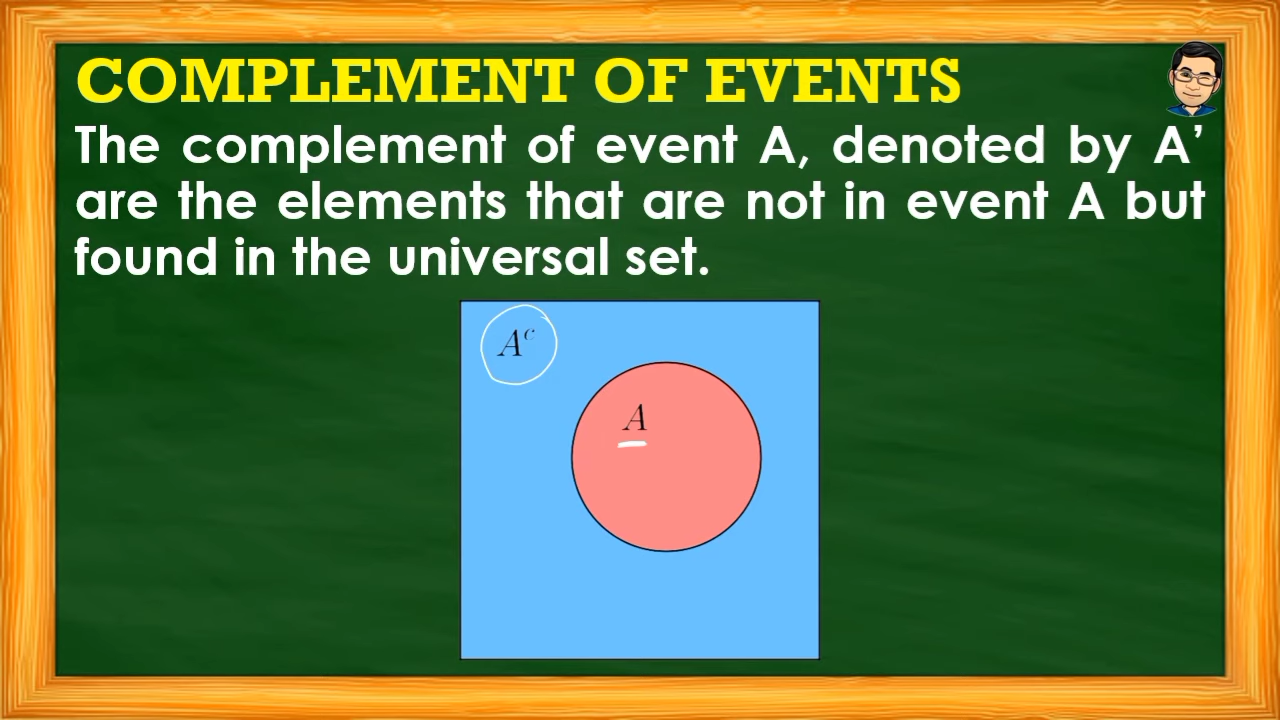 COMPLEMENT OF EVENTS
The complement of event A, denoted by A’
are the elements that are not in event A but
found in the universal set.
Aᶜ
A